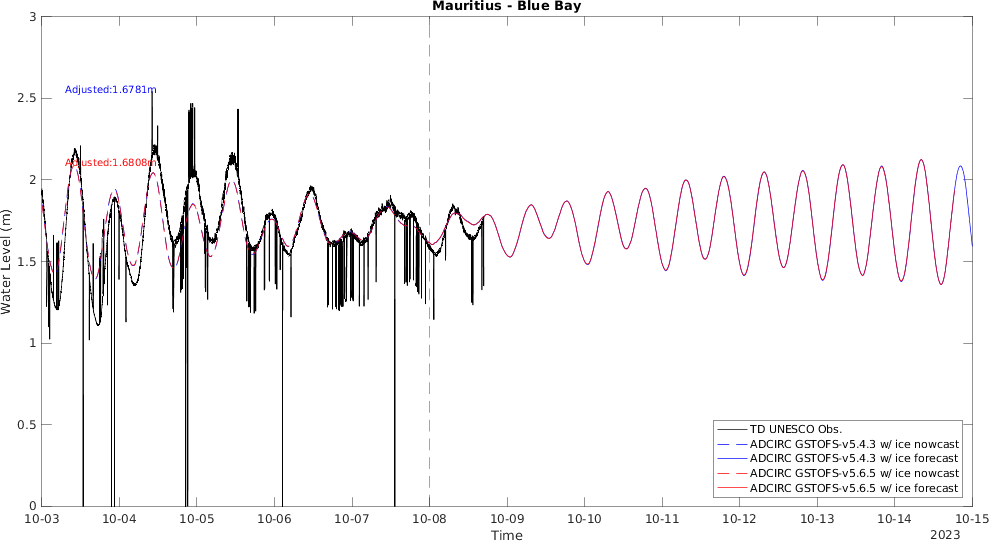 Mauritius - Blue Bay
Water Level (m)
3
2.5
2
1.5
1
0.5
0
Adjusted:1.6781m
Adjusted:1.6808m
TD UNESCO Obs.
ADCIRC GSTOFS-v5.4.3 w/ ice nowcast
ADCIRC GSTOFS-v5.4.3 w/ ice forecast
ADCIRC GSTOFS-v5.6.5 w/ ice nowcast
ADCIRC GSTOFS-v5.6.5 w/ ice forecast
10-03 10-04 10-05 10-06 10-07 10-08 10-09 10-10 10-11 10-12 10-13 10-14 10-15
Time
2023